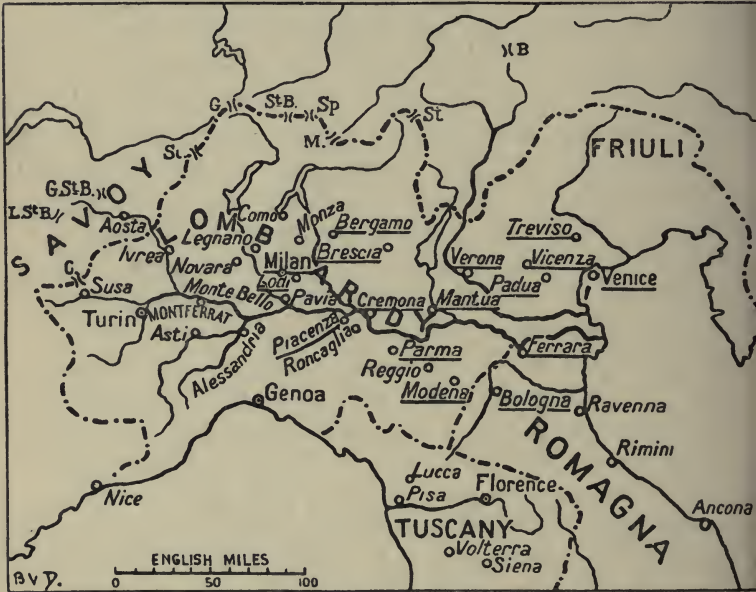 )( B
G.)( St B. )()( Sp
M. )( )( St
Si. )(
FRIULI
G.St B. )(
L.St B )(
SAVOY
LOMBARDY
Aosta
Como
Monza
Legnano
Bergamo
Brescia
Treviso
Ivrea
Novara
Milan
Lodi
Verona
Vicenza
Padua
Venice
C.
Susa
Monte Bello
Pavia
Cremona
Mantua
Turin
MONTFERRAT
Asti
Alessandria
Piacenza
Roncaglia
Parma
Reggio
Modena
Ferrara
Genoa
Bologna
Ravenna
ROMAGNA
Rimini
Nice
Lucca
Pisa
Florence
Ancona
TUSCANY
Volterra
Siena
ENGLISH MILES
0 50 100
B v D.